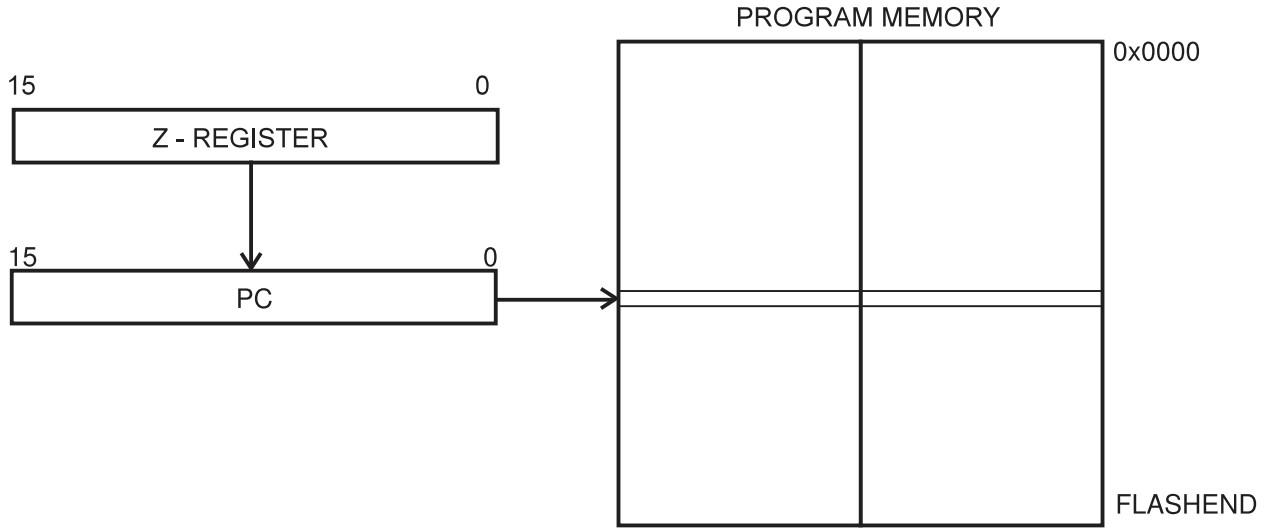 PROGRAM MEMORY
0x0000
15 0
Z - REGISTER
15 0
PC
FLASHEND